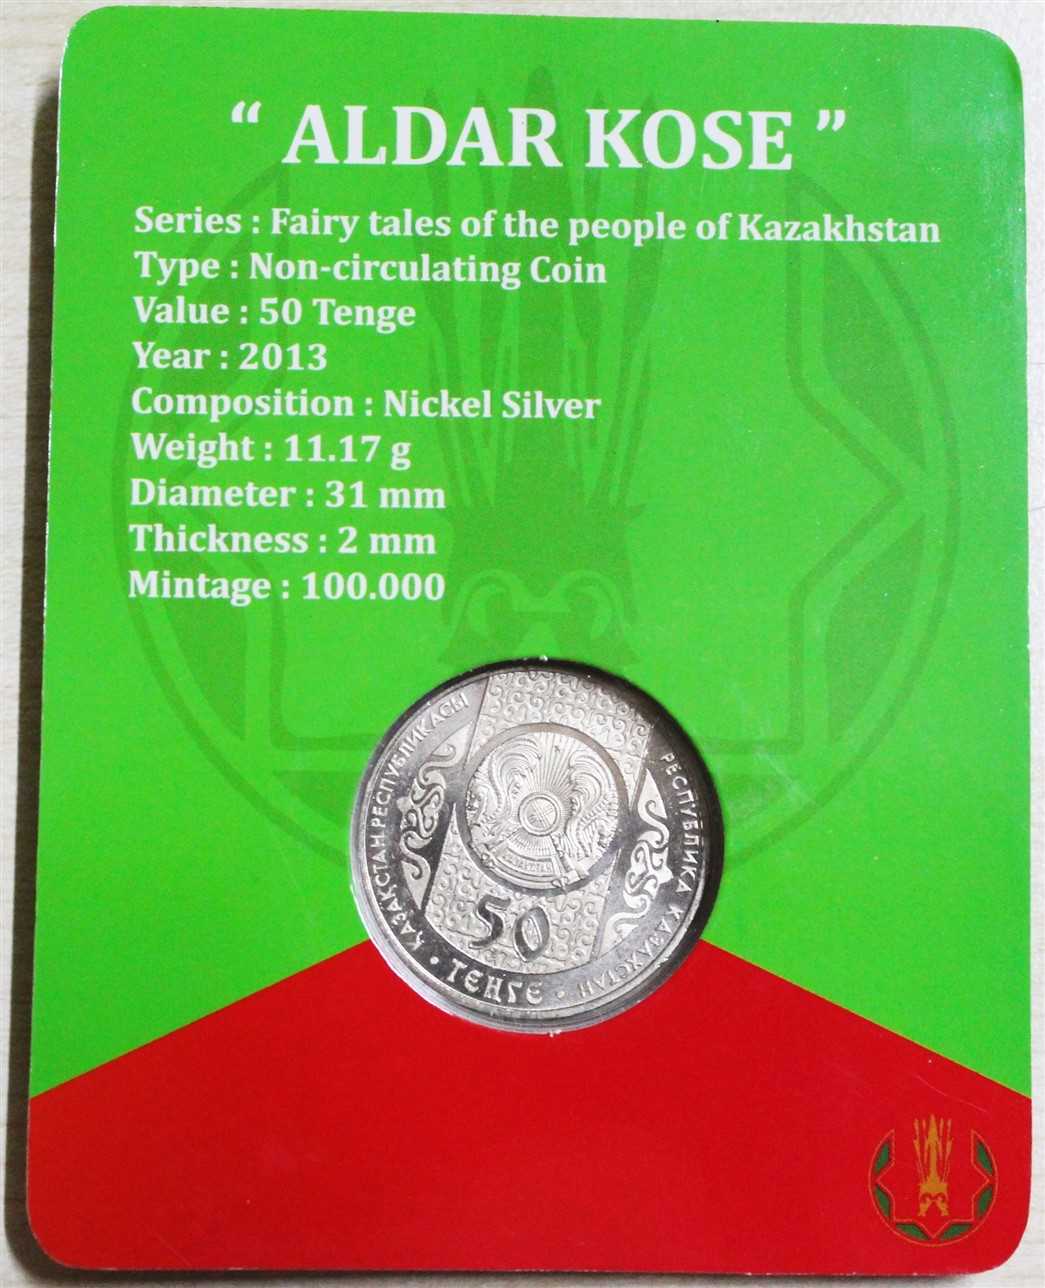 “ ALDAR KOSE ”
Series : Fairy tales of the people of Kazakhstan
Type : Non-circulating Coin
Value : 50 Tenge
Year : 2013
Composition : Nickel Silver
Weight : 11.17 g
Diameter : 31 mm
Thickness : 2 mm
Mintage : 100.000
ҚАЗАҚСТАН РЕСПУБЛИКАСЫ
РЕСПУБЛИКА КАЗАХСТАН
50
• ТЕҢГЕ •